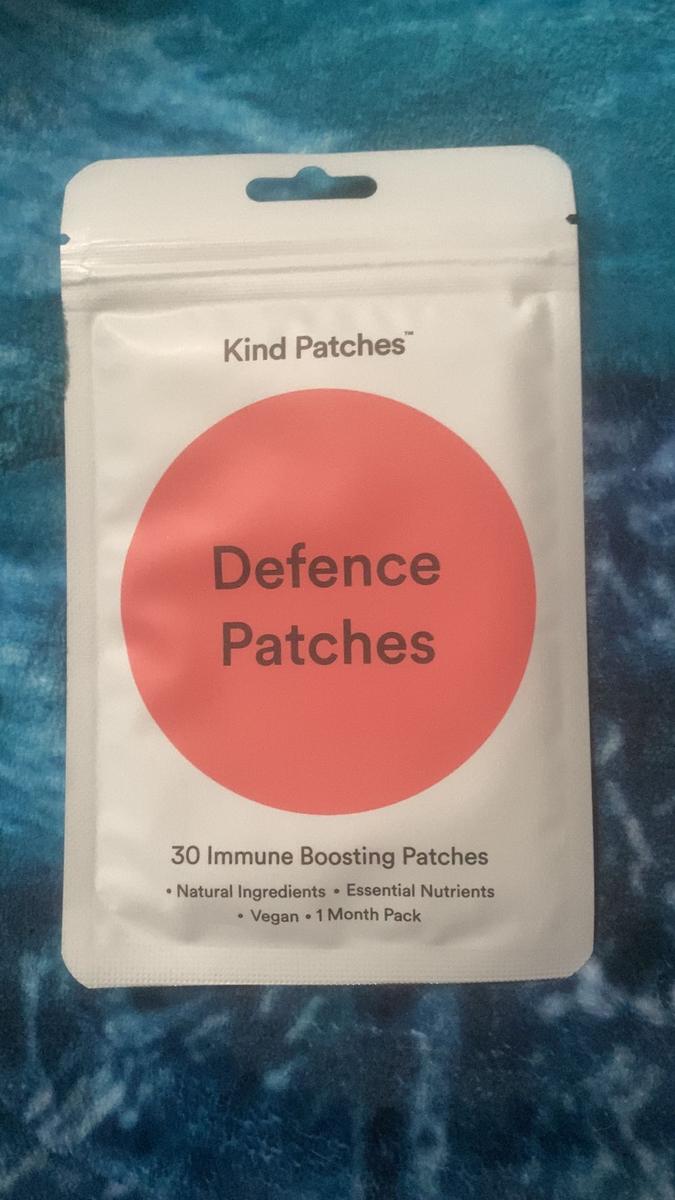 Kind Patches™
Defence
Patches
30 Immune Boosting Patches
• Natural Ingredients • Essential Nutrients
• Vegan • 1 Month Pack